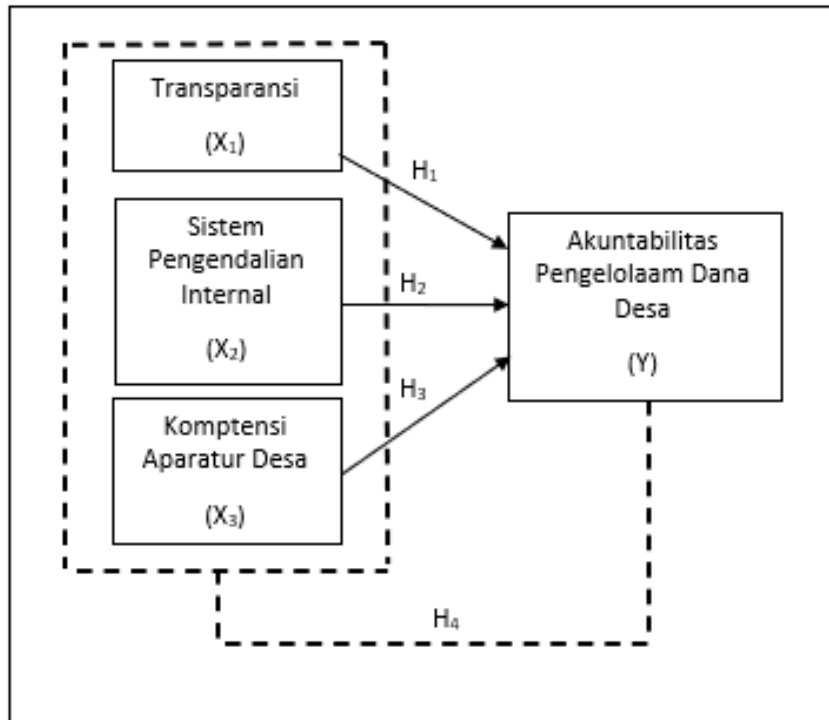 Transparansi
(X₁)
H₁
Sistem
Pengendalian
Internal
(X₂)
H₂
Akuntabilitas
Pengelolaam Dana
Desa
(Y)
Komptensi
Aparatur Desa
(X₃)
H₃
H₄